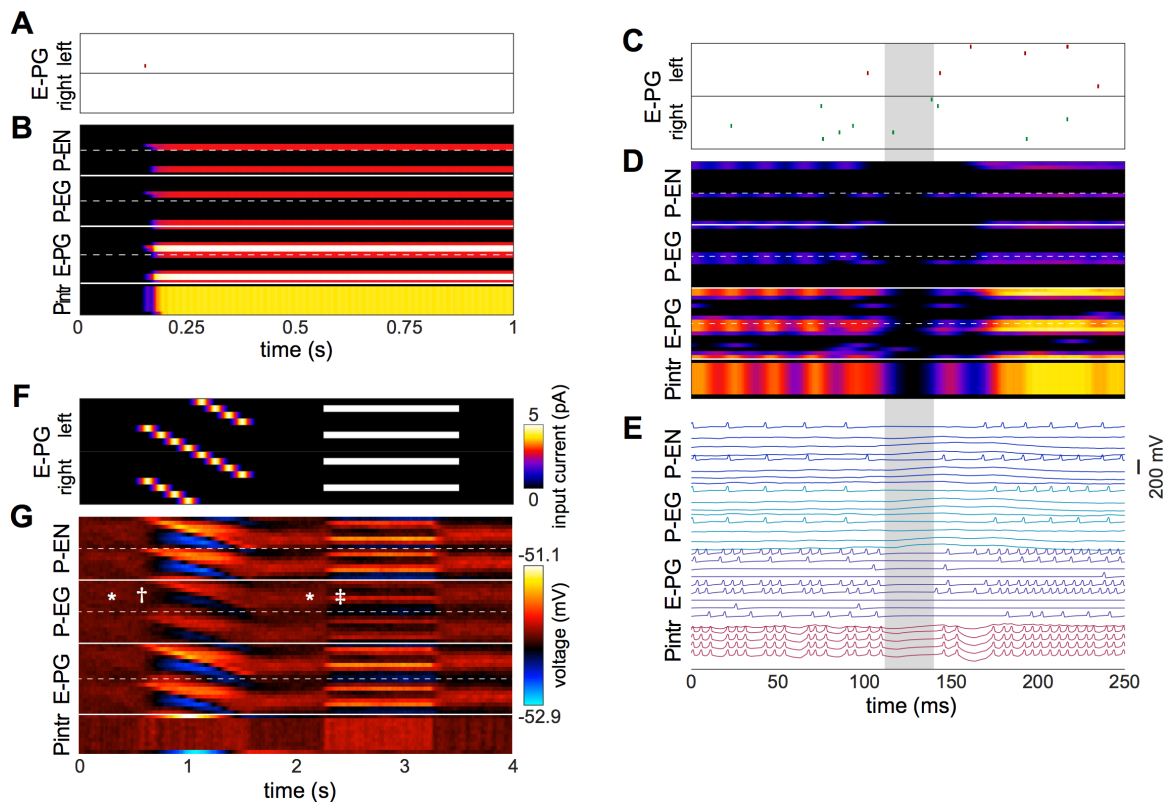 A
E-PG
left
right
B
P-EN
P-EG
E-PG
Pintr
0
0.25
0.5
0.75
1
time (s)
C
E-PG
left
right
D
P-EN
P-EG
E-PG
Pintr
E
P-EN
P-EG
E-PG
Pintr
200 mV
0
50
100
150
200
250
time (ms)
F
E-PG
left
right
5
0
input current (pA)
G
P-EN
P-EG
E-PG
Pintr
* † * ‡
-51.1
-52.9
voltage (mV)
0
1
2
3
4
time (s)